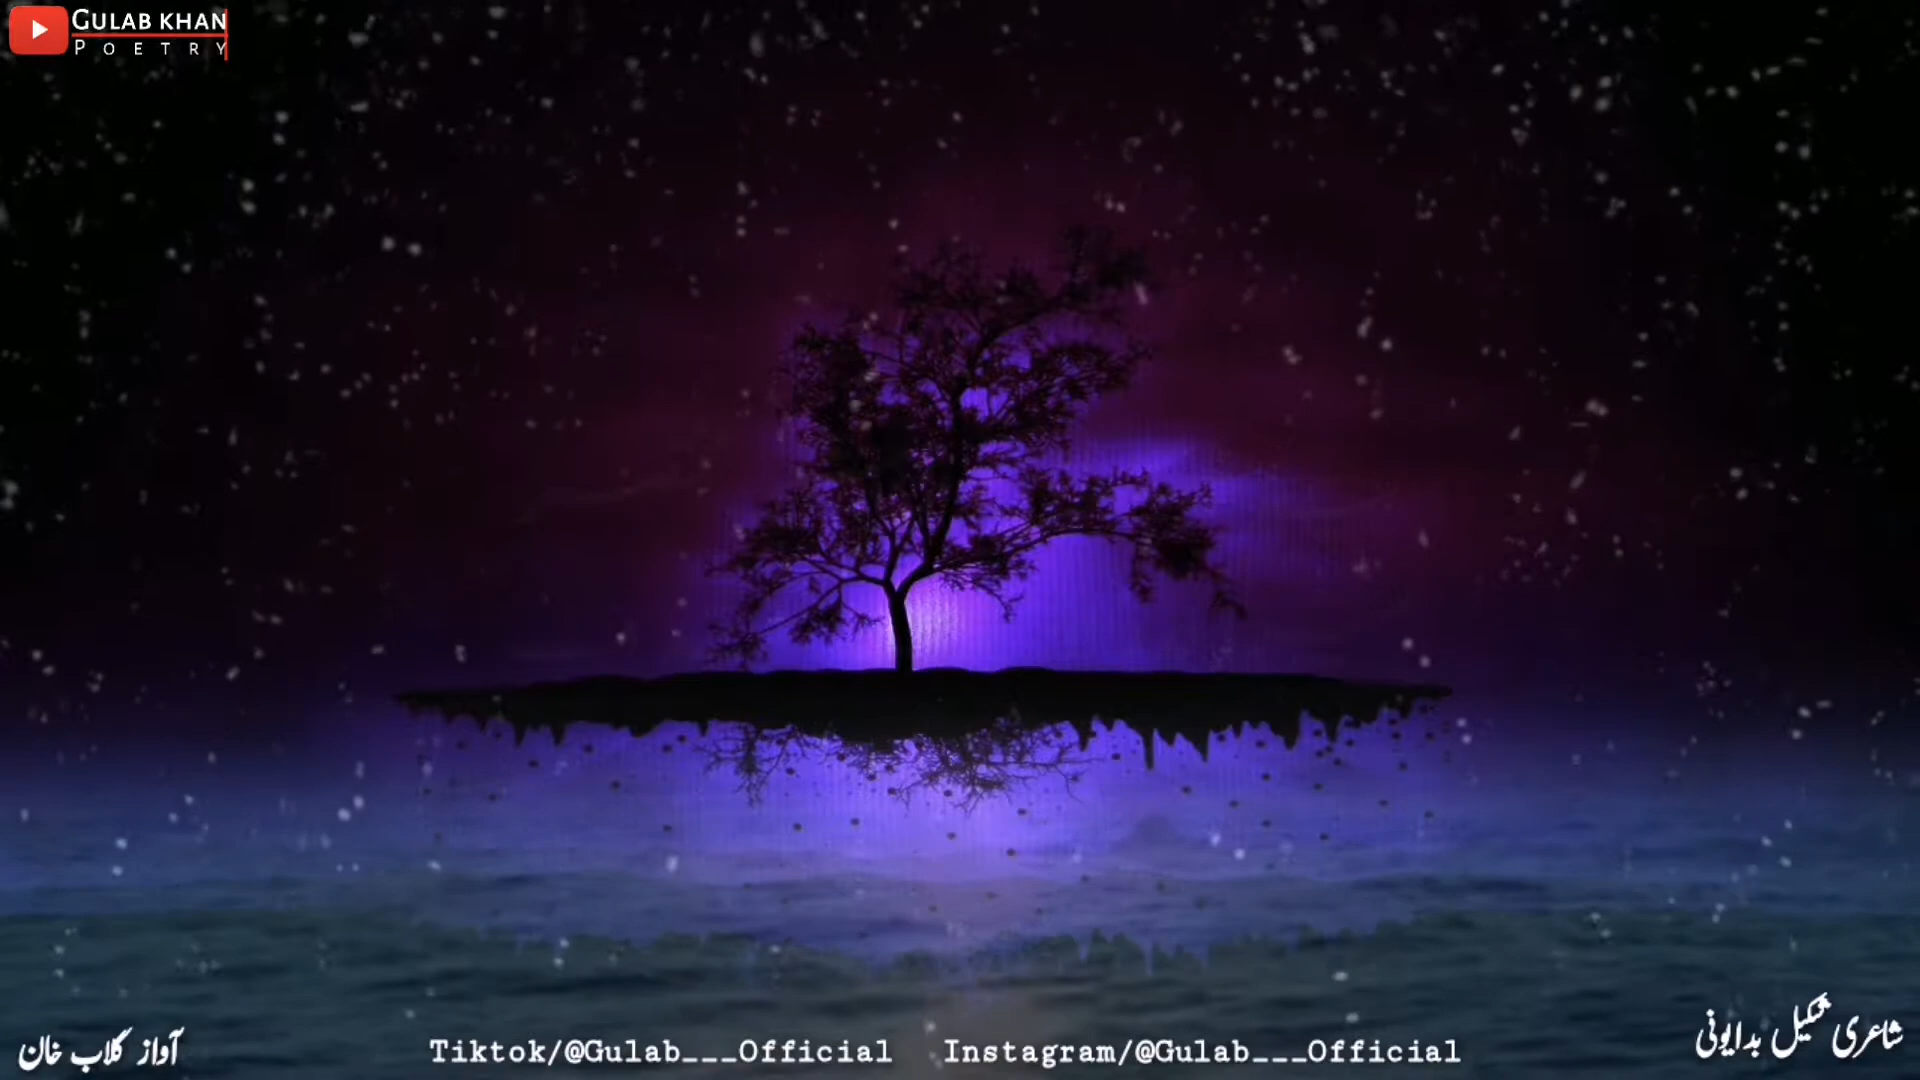 GULAB KHAN
POETRY
آواز گلاب خان
Tiktok/@Gulab___Official
Instagram/@Gulab___Official
شاعری شکیل بدایونی